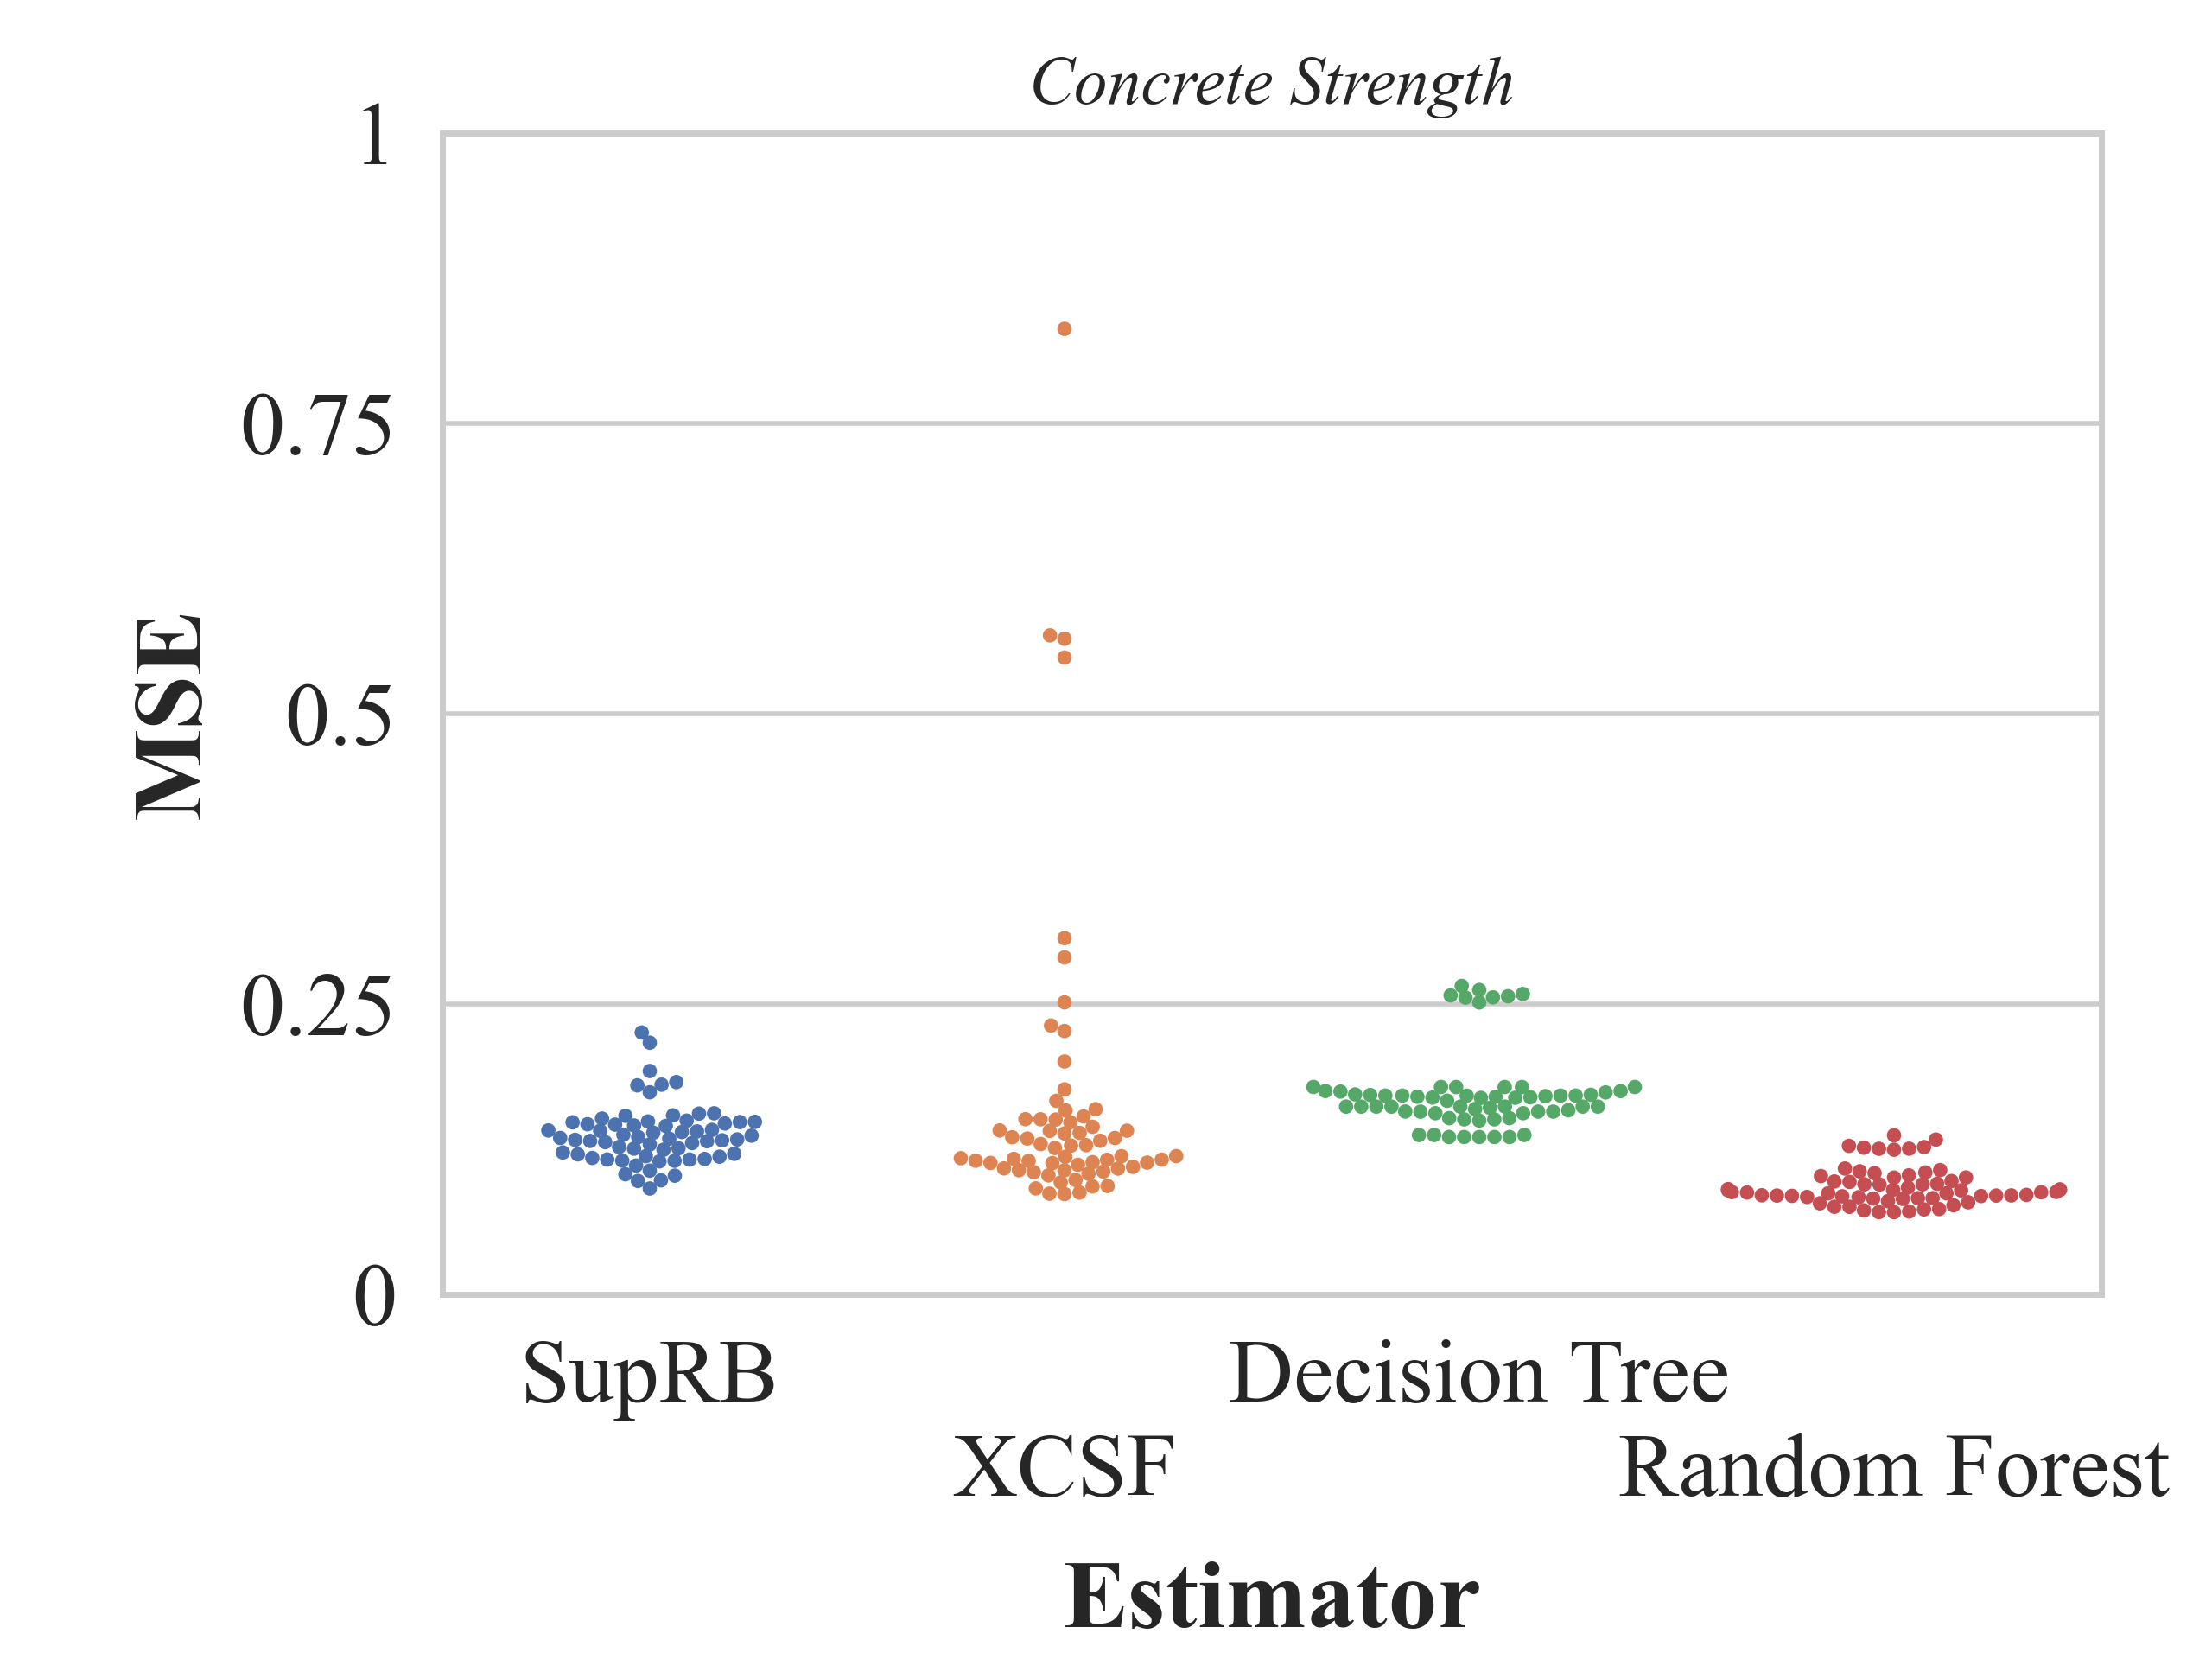 Concrete Strength
1
0.75
0.5
0.25
0
MSE
SupRB
Decision Tree
XCSF
Random Forest
Estimator